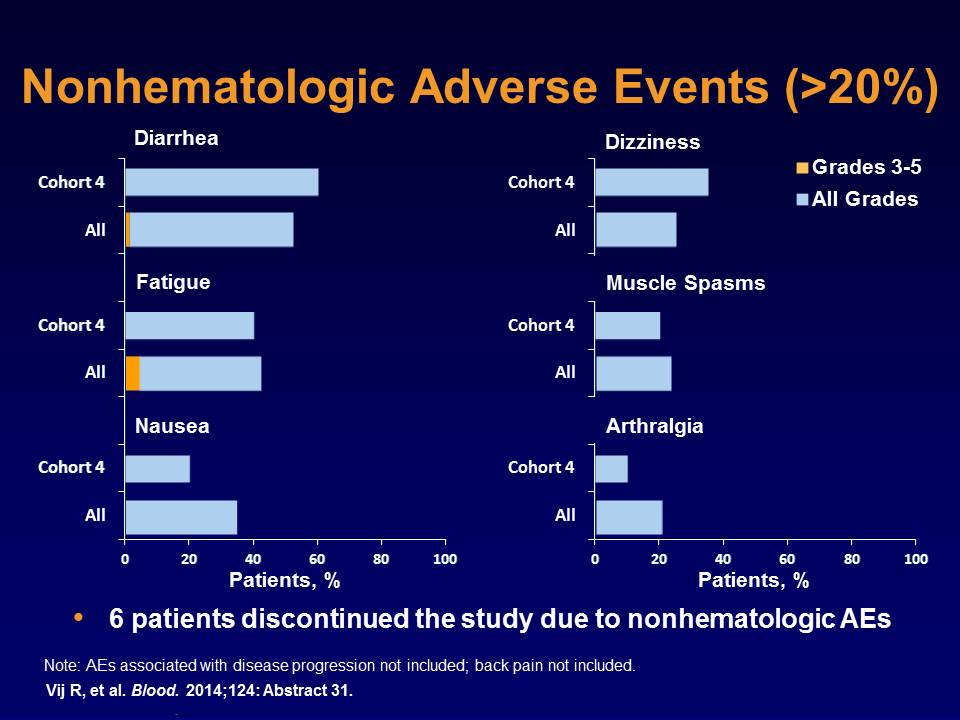 Nonhematologic Adverse Events (>20%)
Diarrhea
Cohort 4
All
Fatigue
Cohort 4
All
Nausea
Cohort 4
All
0 20 40 60 80 100
Patients, %
Dizziness
Cohort 4
All
Muscle Spasms
Cohort 4
All
Arthralgia
Cohort 4
All
0 20 40 60 80 100
Patients, %
Grades 3-5
All Grades
• 6 patients discontinued the study due to nonhematologic AEs
Note: AEs associated with disease progression not included; back pain not included.
Vij R, et al. Blood. 2014;124: Abstract 31.